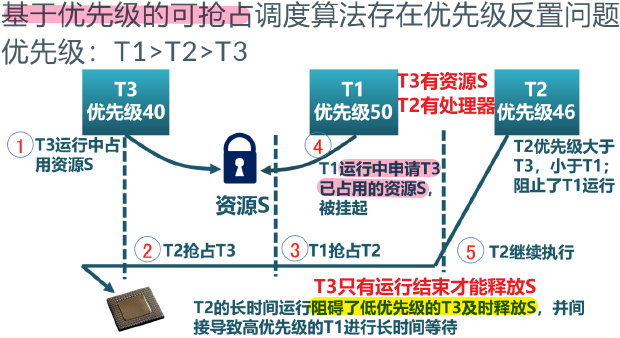 基于优先级的可抢占调度算法存在优先级反置问题
优先级：T1>T2>T3
T3
优先级40
T1
优先级50
T3有资源S
T2有处理器
T2
优先级46
1
T3运行中占
用资源S
资源S
4
T1运行中申请T3
已占用的资源S，
被挂起
T2优先级大于
T3，小于T1；
阻止了T1运行
2
T2抢占T3
3
T1抢占T2
5
T2继续执行
T3只有运行结束才能释放S
T2的长时间运行阻碍了低优先级的T3及时释放S，并间
接导致高优先级的T1进行长时间等待